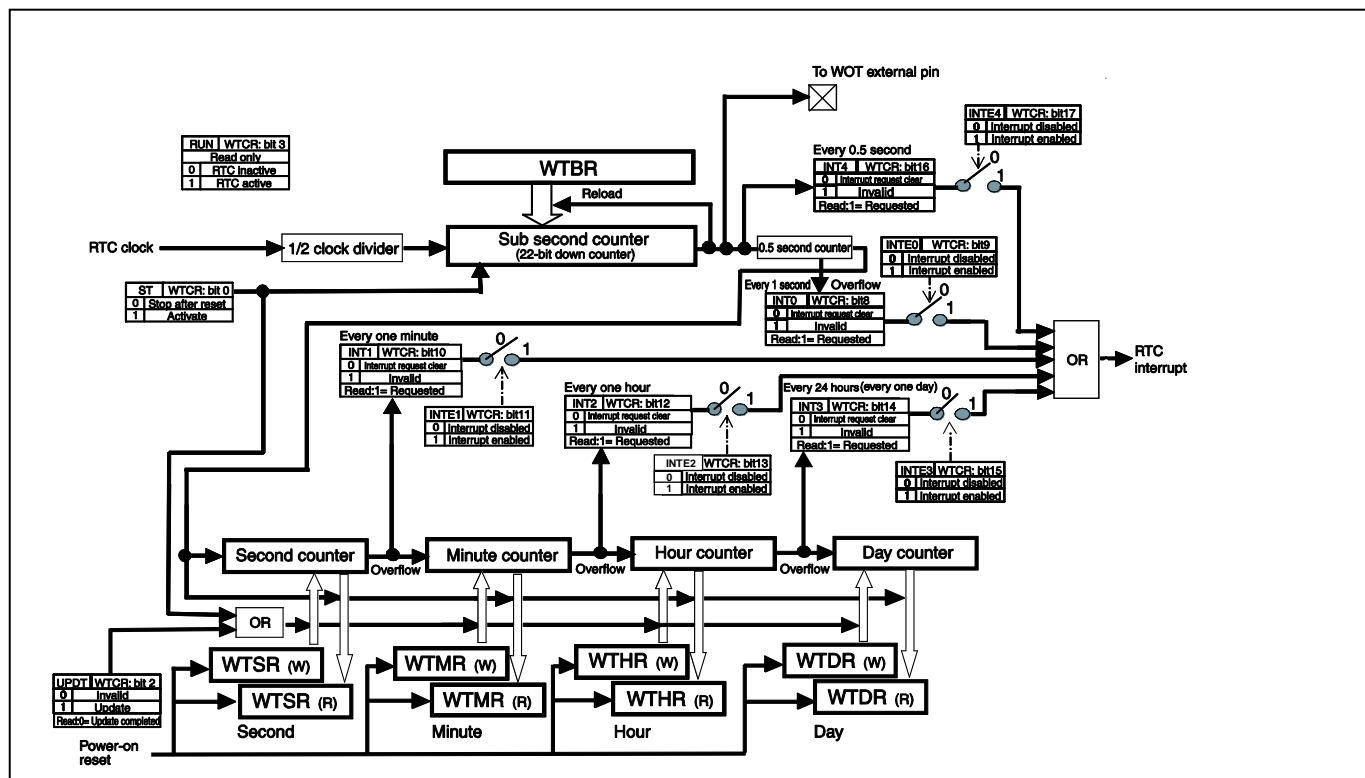 To WOT external pin
INTE4 WTCR: bit17
0 Interrupt disabled
1 Interrupt enabled
RUN WTCR: bit 3
Read only
0 RTC inactive
1 RTC active
WTBR
Reload
Every 0.5 second
INT4 WTCR: bit16
0 Interrupt request clear
1 Invalid
Read:1= Requested
0
1
RTC clock
1/2 clock divider
Sub second counter
(22-bit down counter)
0.5 second counter
INTE0 WTCR: bit9
0 Interrupt disabled
1 Interrupt enabled
ST WTCR: bit 0
0 Stop after reset
1 Activate
Every 1 second
Overflow
INT0 WTCR: bit8
0 Interrupt request clear
1 Invalid
Read:1= Requested
0
1
Every one minute
INT1 WTCR: bit10
0 Interrupt request clear
1 Invalid
Read:1= Requested
0
1
OR
RTC
interrupt
INTE1 WTCR: bit11
0 Interrupt disabled
1 Interrupt enabled
Every one hour
INT2 WTCR: bit12
0 Interrupt request clear
1 Invalid
Read:1= Requested
0
1
Every 24 hours (every one day)
INT3 WTCR: bit14
0 Interrupt request clear
1 Invalid
Read:1= Requested
0
1
INTE2 WTCR: bit13
0 Interrupt disabled
1 Interrupt enabled
INTE3 WTCR: bit15
0 Interrupt disabled
1 Interrupt enabled
Second counter
Overflow
Minute counter
Overflow
Hour counter
Overflow
Day counter
OR
WTSR (W)
WTMR (W)
WTHR (W)
WTDR (W)
UPDT WTCR: bit 2
0 Invalid
1 Update
Read:0= Update completed
WTSR (R)
WTMR (R)
WTHR (R)
WTDR (R)
Second
Minute
Hour
Day
Power-on
reset